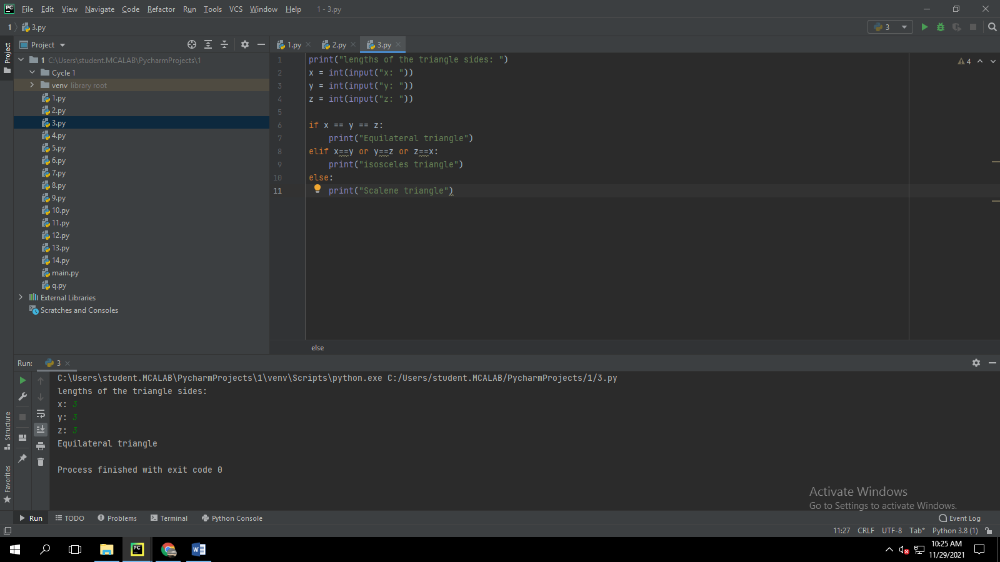 PC File Edit View Navigate Code Refactor Run Tools VCS Window Help 1 - 3.py
1 3.py 3
Project
Project 1.py 2.py 3.py
1 C:\Users\student.MCALAB\PycharmProjects\1
Cycle 1
venv library root
1.py
2.py
3.py
4.py
5.py
6.py
7.py
8.py
9.py
10.py
11.py
12.py
13.py
14.py
main.py
q.py
External Libraries
Scratches and Consoles
4
1 print("lengths of the triangle sides: ")
2 x = int(input("x: "))
3 y = int(input("y: "))
4 z = int(input("z: "))
5
6 if x == y == z:
7 print("Equilateral triangle")
8 elif x==y or y==z or z==x:
9 print("isosceles triangle")
10 else:
11 print("Scalene triangle")
else
Run: 3
C:\Users\student.MCALAB\PycharmProjects\1\venv\Scripts\python.exe C:/Users/student.MCALAB/PycharmProjects/1/3.py
lengths of the triangle sides:
x: 3
y: 3
z: 3
Equilateral triangle
Process finished with exit code 0
Structure
Favorites
Activate Windows
Go to Settings to activate Windows.
Run TODO Problems Terminal Python Console Event Log
11:27 CRLF UTF-8 Tab* Python 3.8 (1)
PC W 10:25 AM
11/29/2021